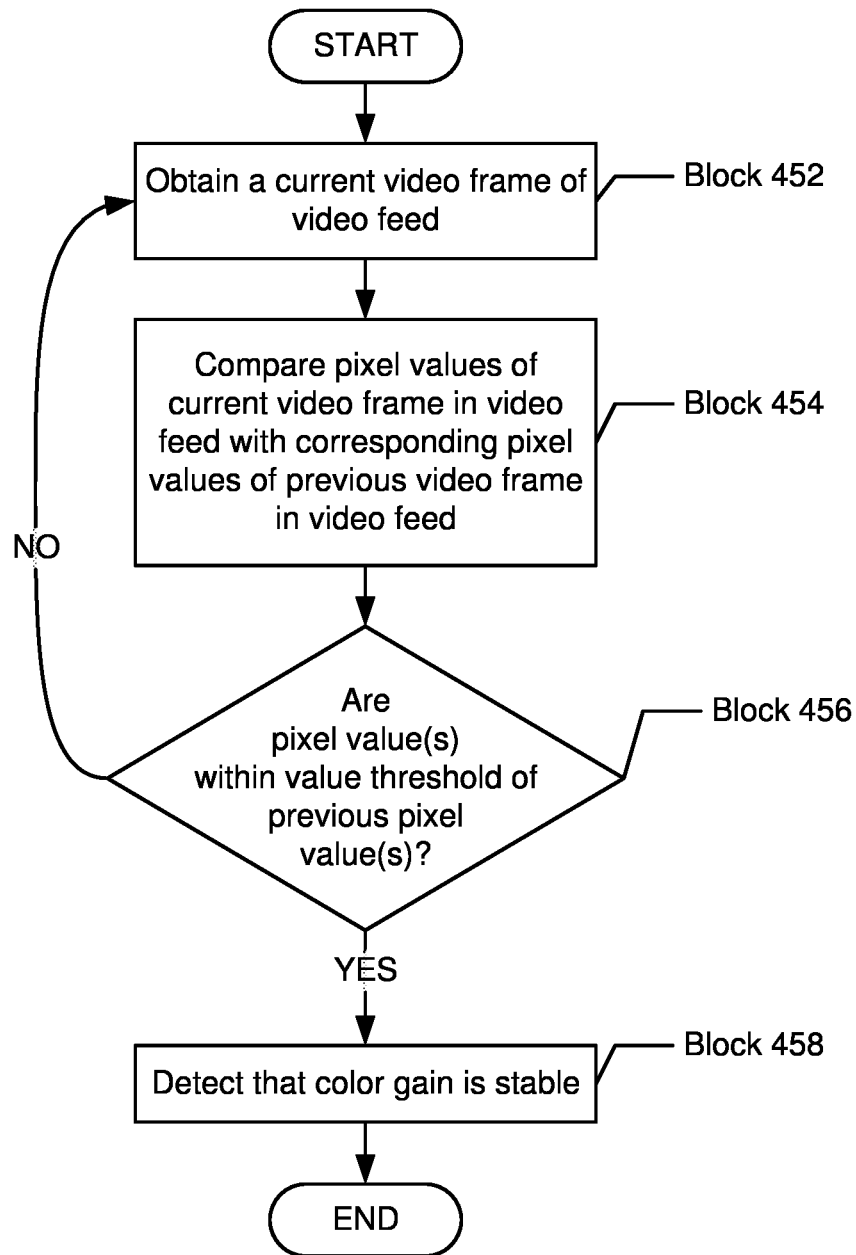 START
Obtain a current video frame of
video feed
Block 452
Compare pixel values of
current video frame in video
feed with corresponding pixel
values of previous video frame
in video feed
Block 454
NO
Are
pixel value(s)
within value threshold of
previous pixel
value(s)?
Block 456
YES
Detect that color gain is stable
Block 458
END